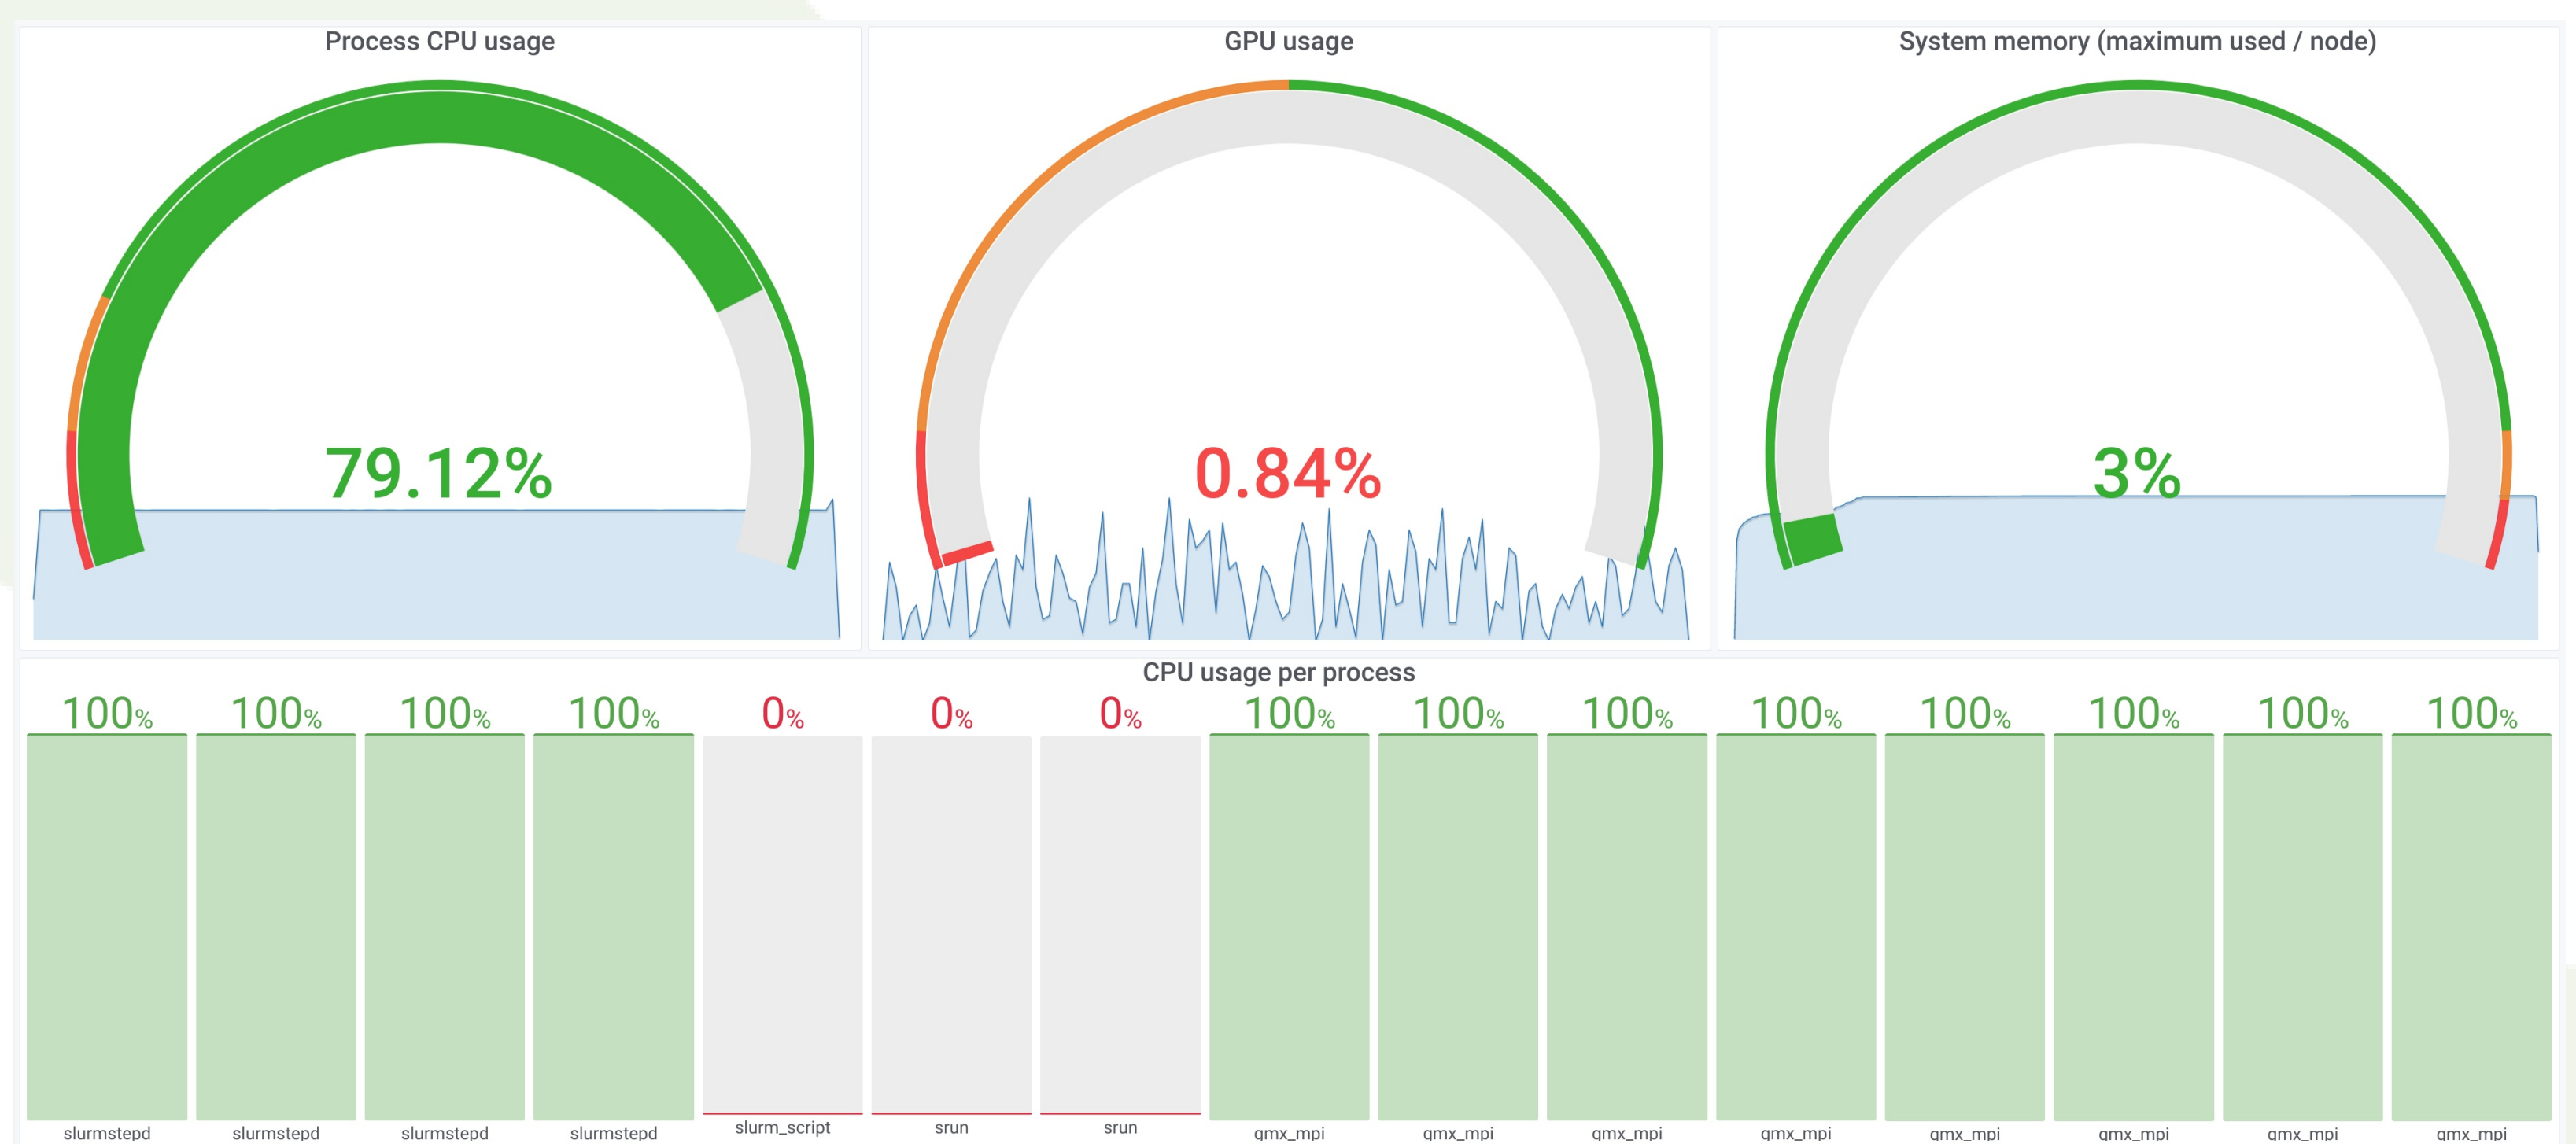 Process CPU usage
GPU usage
System memory (maximum used / node)
79.12%
0.84%
3%
CPU usage per process
100% 100% 100% 100% 0% 0% 0% 100% 100% 100% 100% 100% 100% 100% 100%
slurmstepd slurmstepd slurmstepd slurmstepd slurm_script srun srun gmx_mpi gmx_mpi gmx_mpi gmx_mpi gmx_mpi gmx_mpi gmx_mpi gmx_mpi